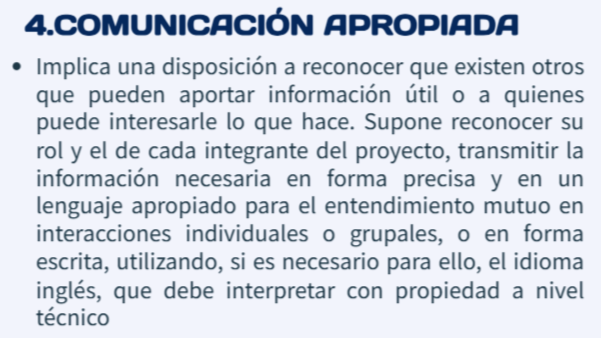 4.COMUNICACIÓN APROPIADA
• Implica una disposición a reconocer que existen otros
que pueden aportar información útil o a quienes
puede interesarle lo que hace. Supone reconocer su
rol y el de cada integrante del proyecto, transmitir la
información necesaria en forma precisa y en un
lenguaje apropiado para el entendimiento mutuo en
interacciones individuales o grupales, o en forma
escrita, utilizando, si es necesario para ello, el idioma
inglés, que debe interpretar con propiedad a nivel
técnico